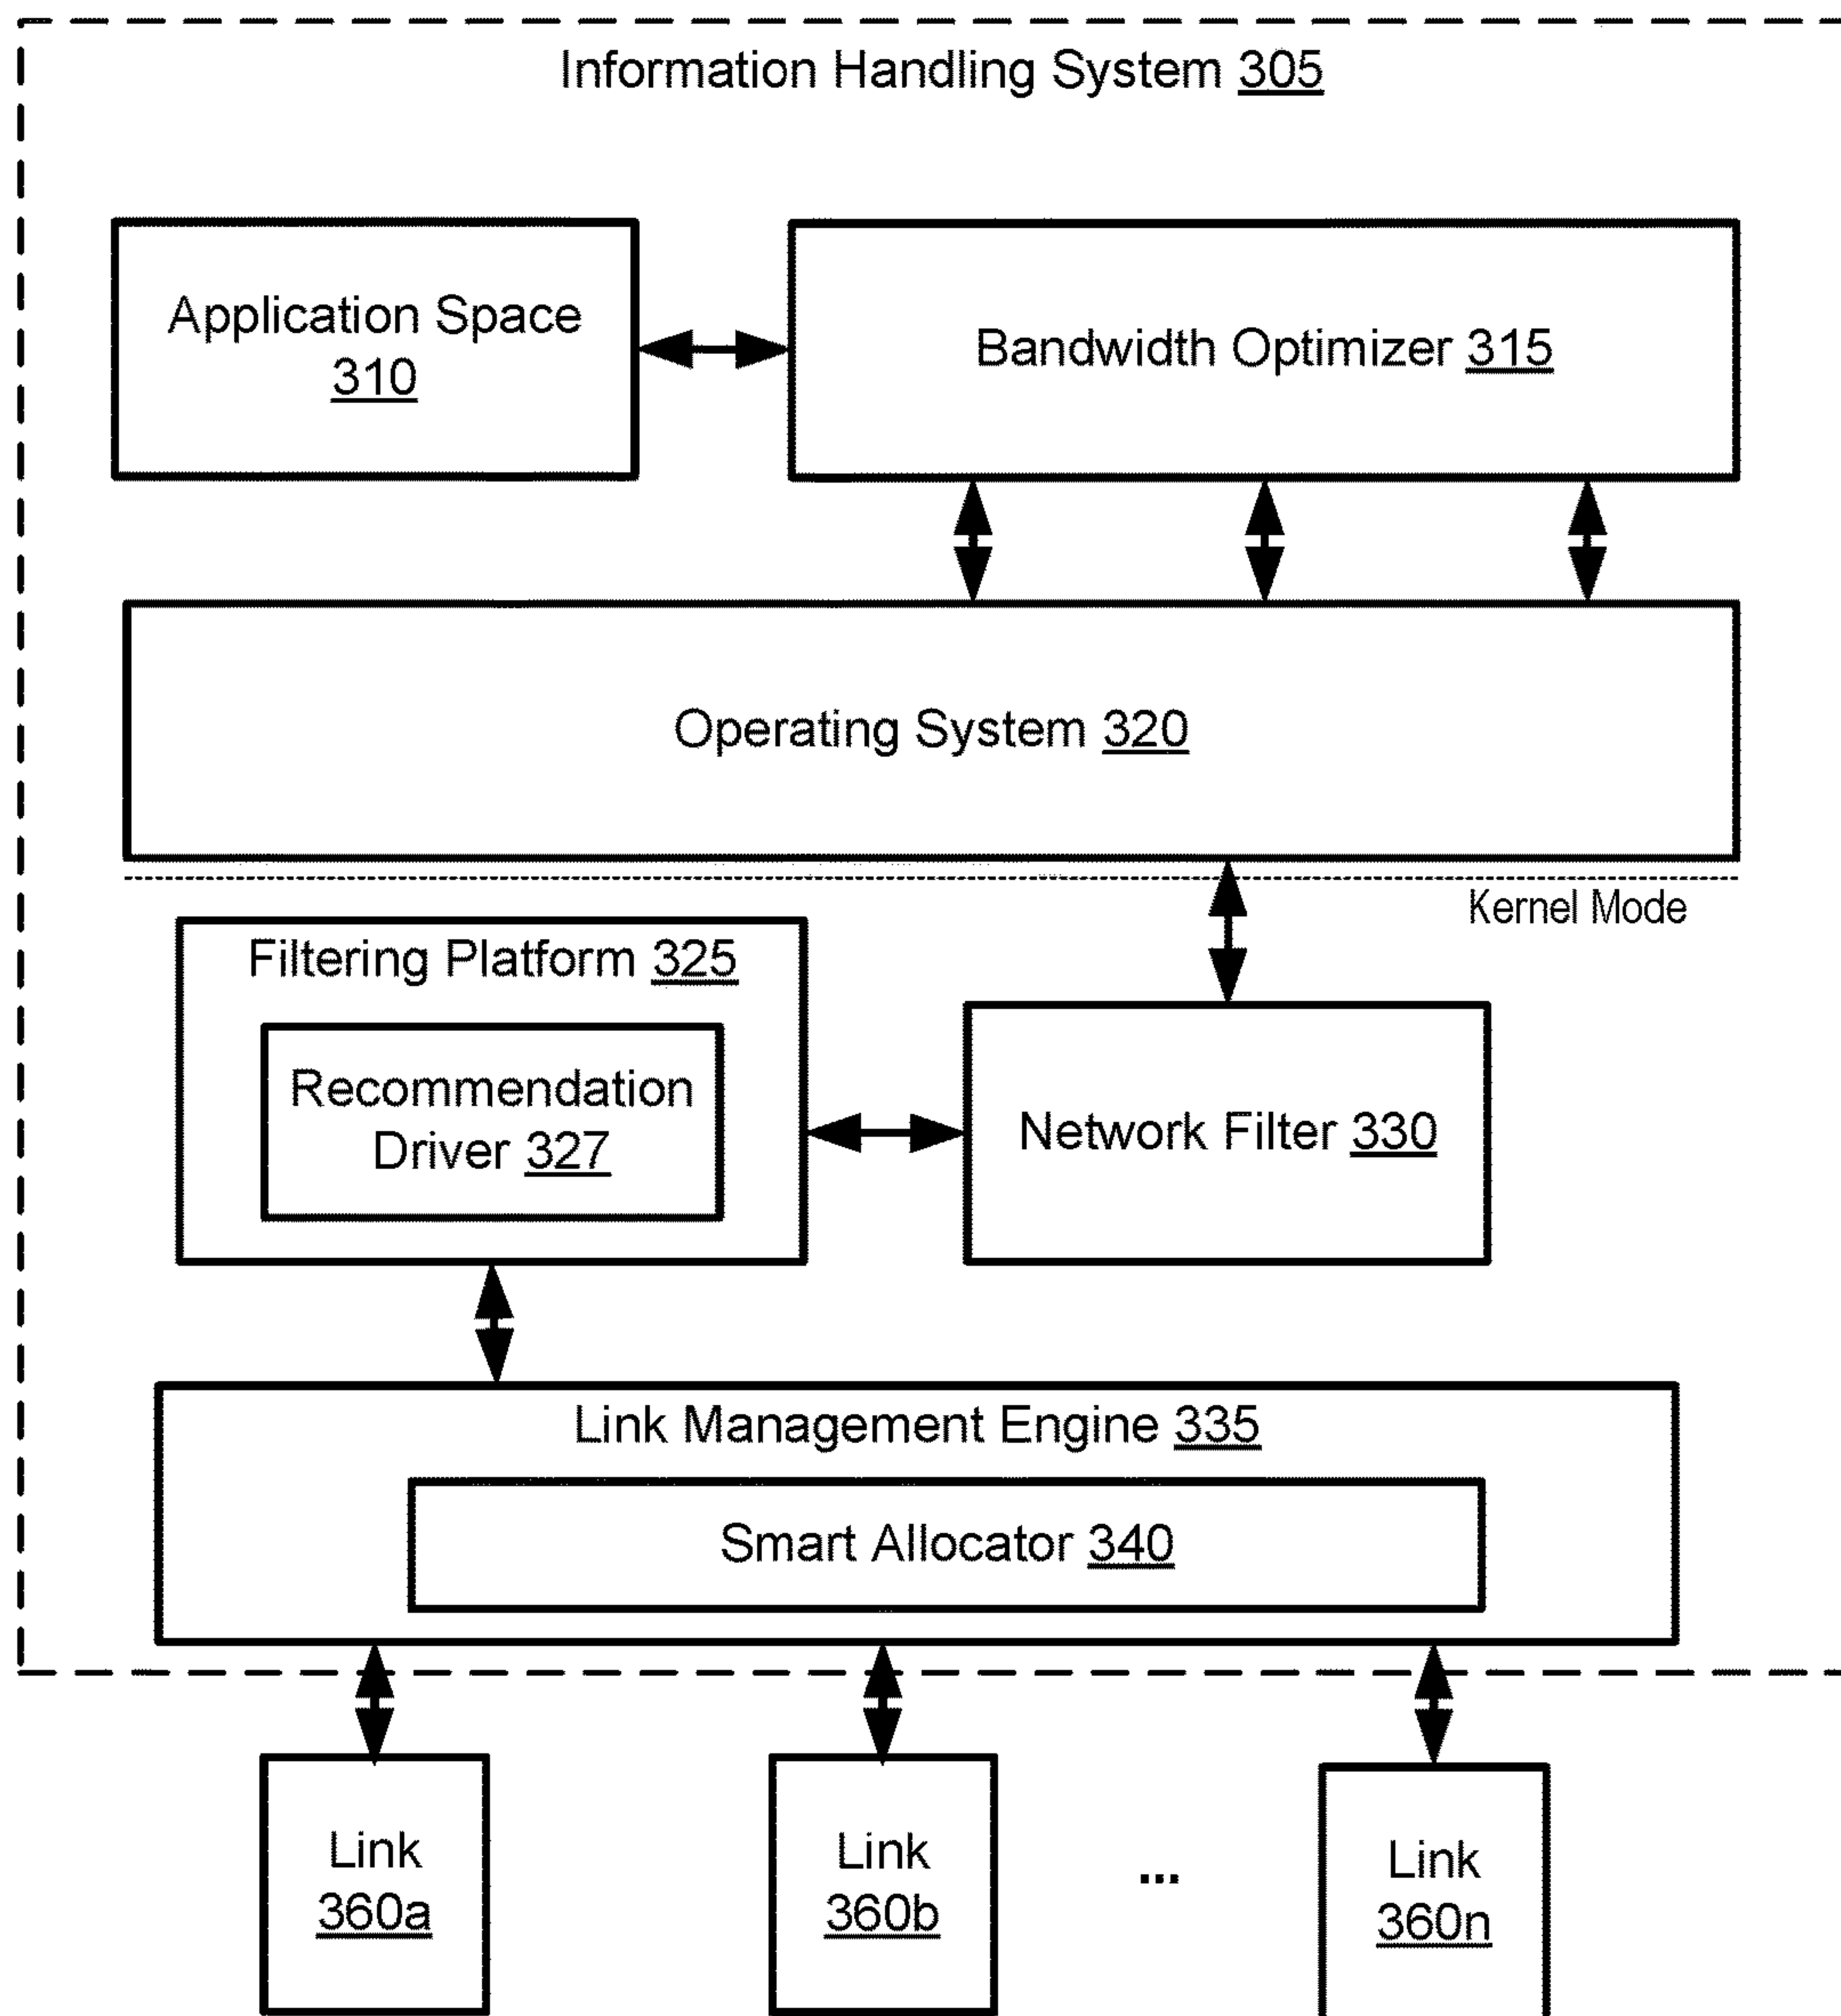 Information Handling System 305
Application Space
310
Bandwidth Optimizer 315
Operating System 320
Kernel Mode
Filtering Platform 325
Recommendation
Driver 327
Network Filter 330
Link Management Engine 335
Smart Allocator 340
Link
360a
Link
360b
...
Link
360n